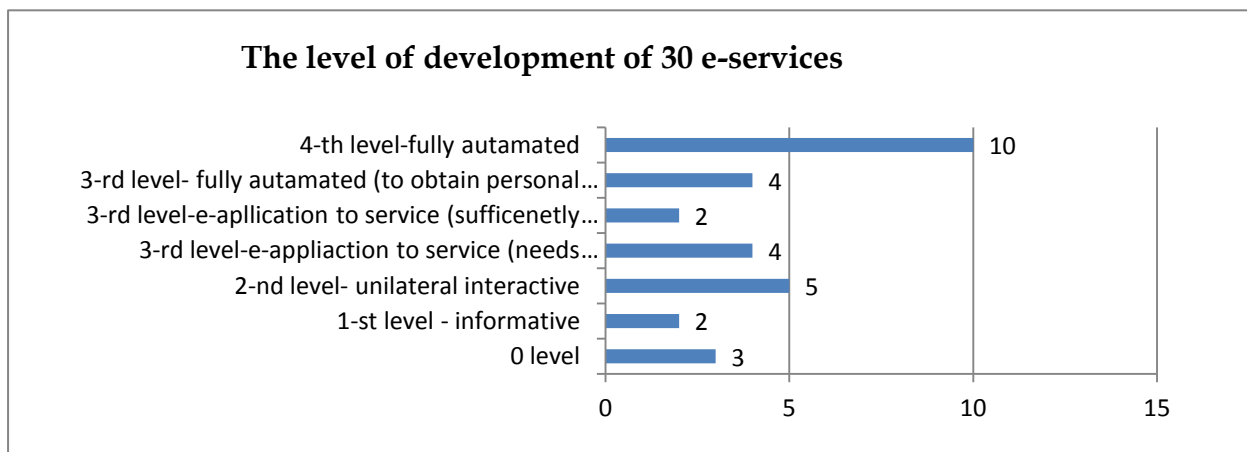 The level of development of 30 e-services
4-th level-fully autamated
10
3-rd level- fully autamated (to obtain personal...
4
3-rd level-e-apllication to service (sufficenetly...
2
3-rd level-e-appliaction to service (needs...
4
2-nd level- unilateral interactive
5
1-st level - informative
2
0 level
3
0 5 10 15